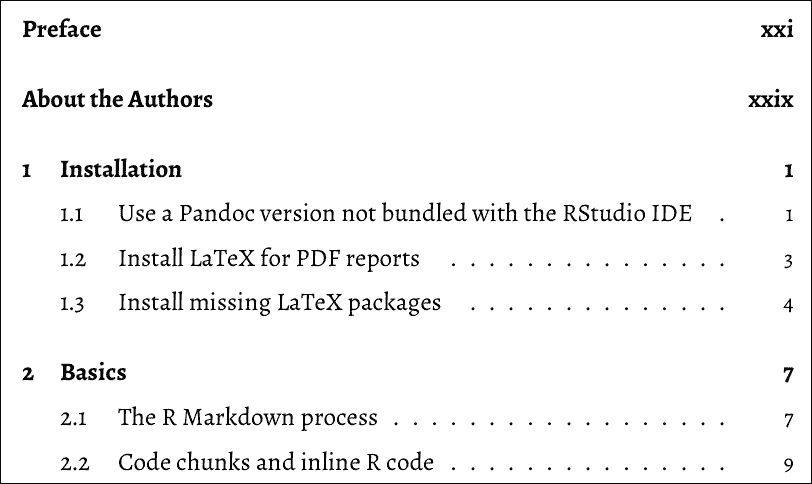 Preface xxi
About the Authors xxix
1 Installation 1
1.1 Use a Pandoc version not bundled with the RStudio IDE . 1
1.2 Install LaTeX for PDF reports . . . . . . . . . . . . . . . 3
1.3 Install missing LaTeX packages . . . . . . . . . . . . . . 4
2 Basics 7
2.1 The R Markdown process . . . . . . . . . . . . . . . . . . 7
2.2 Code chunks and inline R code . . . . . . . . . . . . . . . 9